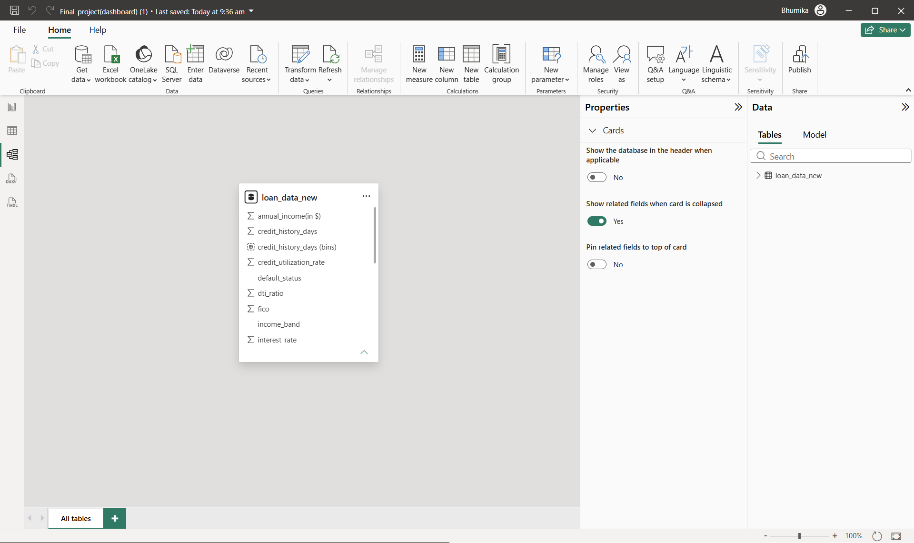 Final_project(dashboard) (1) • Last saved: Today at 9:36 am
Bhumika
File Home Help
Share
Paste
Cut
Copy
Clipboard
Get data
Excel workbook
OneLake catalog
SQL Server
Enter data
Dataverse
Recent sources
Data
Transform data
Refresh
Queries
Manage relationships
Relationships
New measure
New column
New table
Calculation group
Calculations
New parameter
Parameters
Manage roles
View as
Security
Q&A setup
Language
Linguistic schema
Q&A
Sensitivity
Sensitivity
Publish
Share
loan_data_new
annual_income(in $)
credit_history_days
credit_history_days (bins)
credit_utilization_rate
default_status
dti_ratio
fico
income_band
interest_rate
Properties
Cards
Show the database in the header when
applicable
No
Show related fields when card is collapsed
Yes
Pin related fields to top of card
No
Data
Tables Model
Search
loan_data_new
All tables
100%